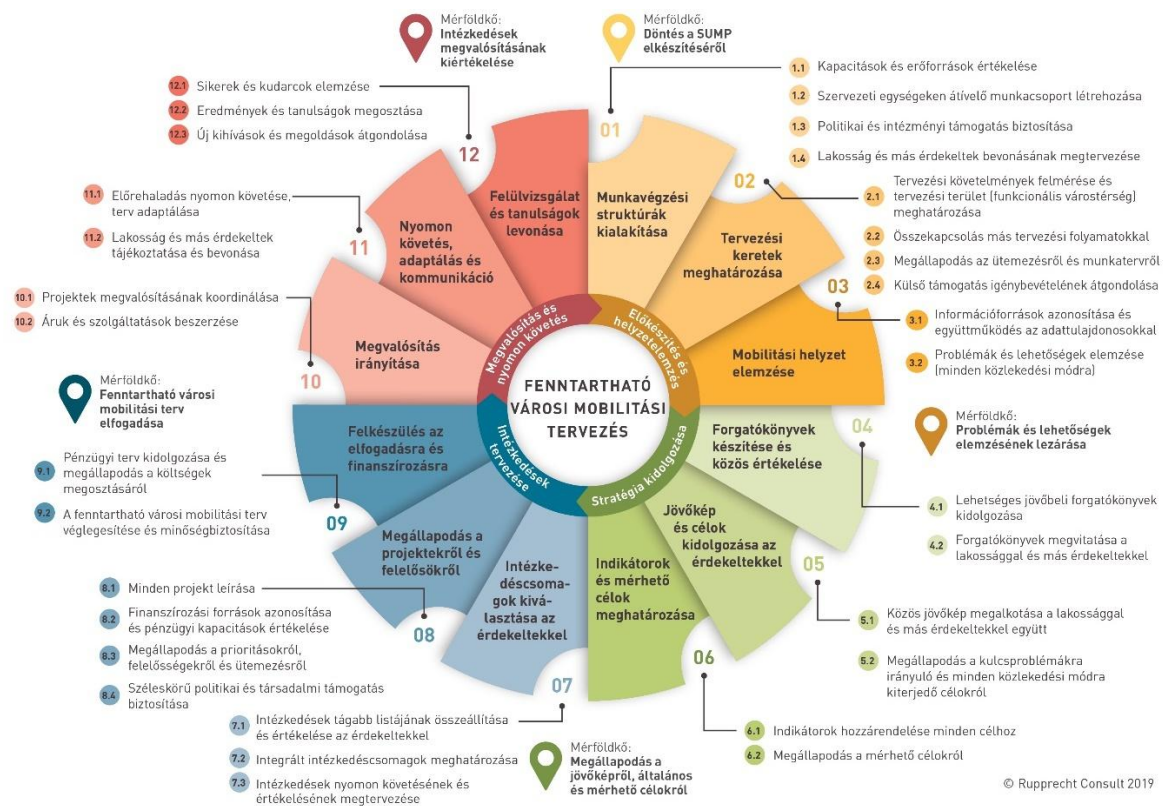 Mérföldkő:
Intézkedések
megvalósításának
kiértékelése
Mérföldkő:
Döntés a SUMP
elkészítéséről
12.1 Sikerek és kudarcok elemzése
12.2 Eredmények és tanulságok megosztása
12.3 Új kihívások és megoldások átgondolása
1.1 Kapacitások és erőforrások értékelése
1.2 Szervezeti egységeken átívelő munkacsoport létrehozása
1.3 Politikai és intézményi támogatás biztosítása
1.4 Lakosság és más érdekeltek bevonásának megtervezése
11.1 Előrehaladás nyomon követése,
terv adaptálása
11.2 Lakosság és más érdekeltek
tájékoztatása és bevonása
2.1 Tervezési követelmények felmérése és
tervezési terület (funkcionális várostérség)
meghatározása
2.2 Összekapcsolás más tervezési folyamatokkal
2.3 Megállapodás az ütemezésről és munkatervről
2.4 Külső támogatás igénybevételének átgondolása
10.1 Projektek megvalósításának koordinálása
10.2 Áruk és szolgáltatások beszerzése
3.1 Információforrások azonosítása és
együttműködés az adattulajdonosokkal
3.2 Problémák és lehetőségek elemzése
(minden közlekedési módra)
01
Munkavégzési
struktúrák
kialakítása
02
Tervezési
keretek
meghatározása
03
Mobilitási helyzet
elemzése
04
Forgatókönyvek
készítése és
közös értékelése
05
Jövőkép
és célok
kidolgozása az
érdekeltekkel
06
Indikátorok
és mérhető
célok
meghatározása
07
Intézke-
déscsoma-
gok kivá-
lasztása az
érdekeltekkel
08
Megállapodás a
projektekről és
felelősökről
09
Felkészülés az
elfogadásra és
finanszírozásra
10
Megvalósítás
irányítása
11
Nyomon
követés,
adaptálás és
kommunikáció
12
Felülvizsgálat
és tanulságok
levonása
Megvalósítás és
nyomon követés
Előkészítés és
helyzetelemzés
Stratégia kidolgozása
Intézkedések
tervezése
FENNTARTHATÓ
VÁROSI MOBILITÁSI
TERVEZÉS
Mérföldkő:
Fenntartható városi
mobilitási terv
elfogadása
Mérföldkő:
Problémák és lehetőségek
elemzésének lezárása
9.1 Pénzügyi terv kidolgozása és
megállapodás a költségek
megosztásáról
9.2 A fenntartható városi mobilitási terv
véglegesítése és minőségbiztosítása
4.1 Lehetséges jövőbeli forgatókönyvek
kidolgozása
4.2 Forgatókönyvek megvitatása a
lakossággal és más érdekeltekkel
8.1 Minden projekt leírása
8.2 Finanszírozási források azonosítása
és pénzügyi kapacitások értékelése
8.3 Megállapodás a prioritásokról,
felelősségekről és ütemezésről
8.4 Széleskörű politikai és társadalmi támogatás
biztosítása
5.1 Közös jövőkép megalkotása a lakossággal
és más érdekeltekkel együtt
5.2 Megállapodás a kulcsproblémákra
irányuló és minden közlekedési módra
kiterjedő célokról
7.1 Intézkedések tágabb listájának összeállítása
és értékelése az érdekeltekkel
7.2 Integrált intézkedéscsomagok meghatározása
7.3 Intézkedések nyomon követésének és
értékelésének megtervezése
Mérföldkő:
Megállapodás a
jövőképről, általános
és mérhető célokról
6.1 Indikátorok hozzárendelése minden célhoz
6.2 Megállapodás a mérhető célokról
© Rupprecht Consult 2019